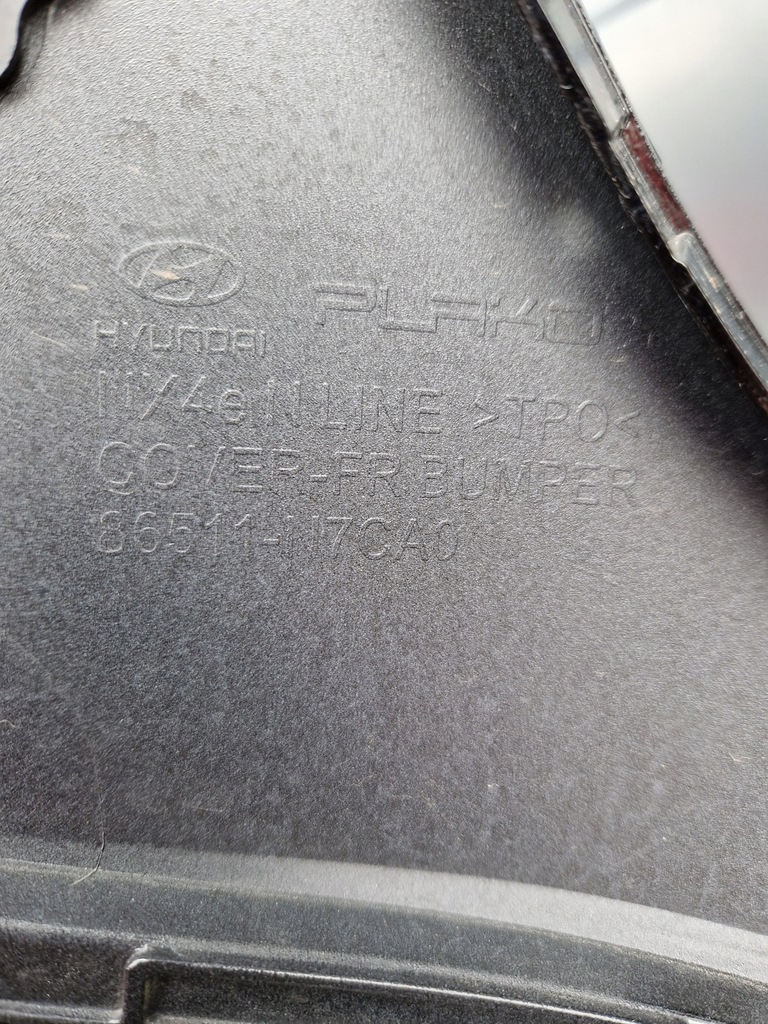 HYUNDAI PLAKO
NX4e N LINE >TPO<
COVER-FR BUMPER
86511-N7CA0